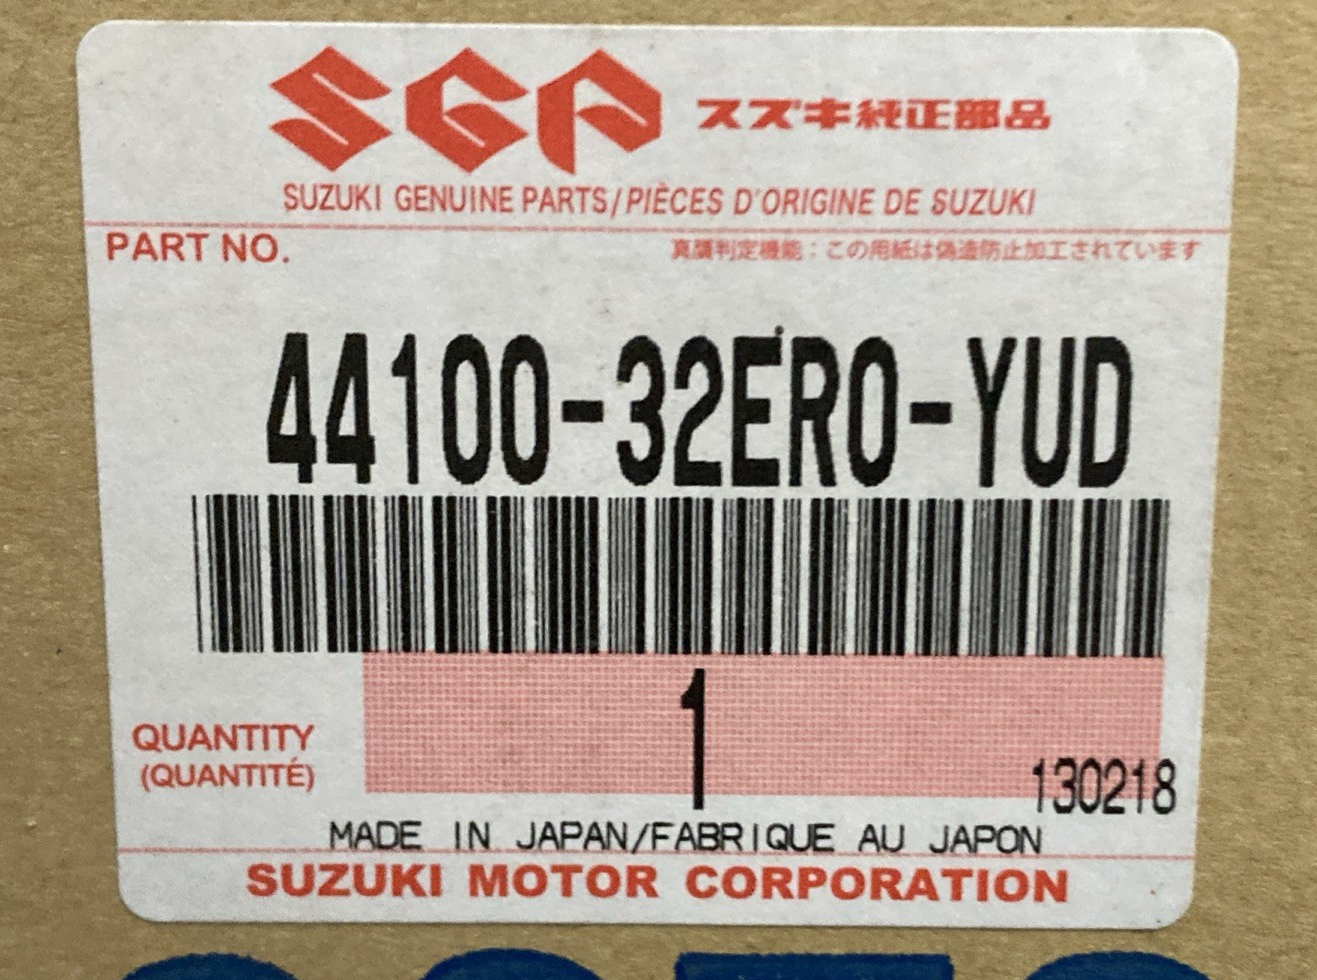 SGP スズキ純正部品
SUZUKI GENUINE PARTS/PIÈCES D'ORIGINE DE SUZUKI
PART NO. 真贋判定機能：この用紙は偽造防止加工されています
44100-32ER0-YUD
1
QUANTITY
(QUANTITÉ)
130218
MADE IN JAPAN/FABRIQUE AU JAPON
SUZUKI MOTOR CORPORATION